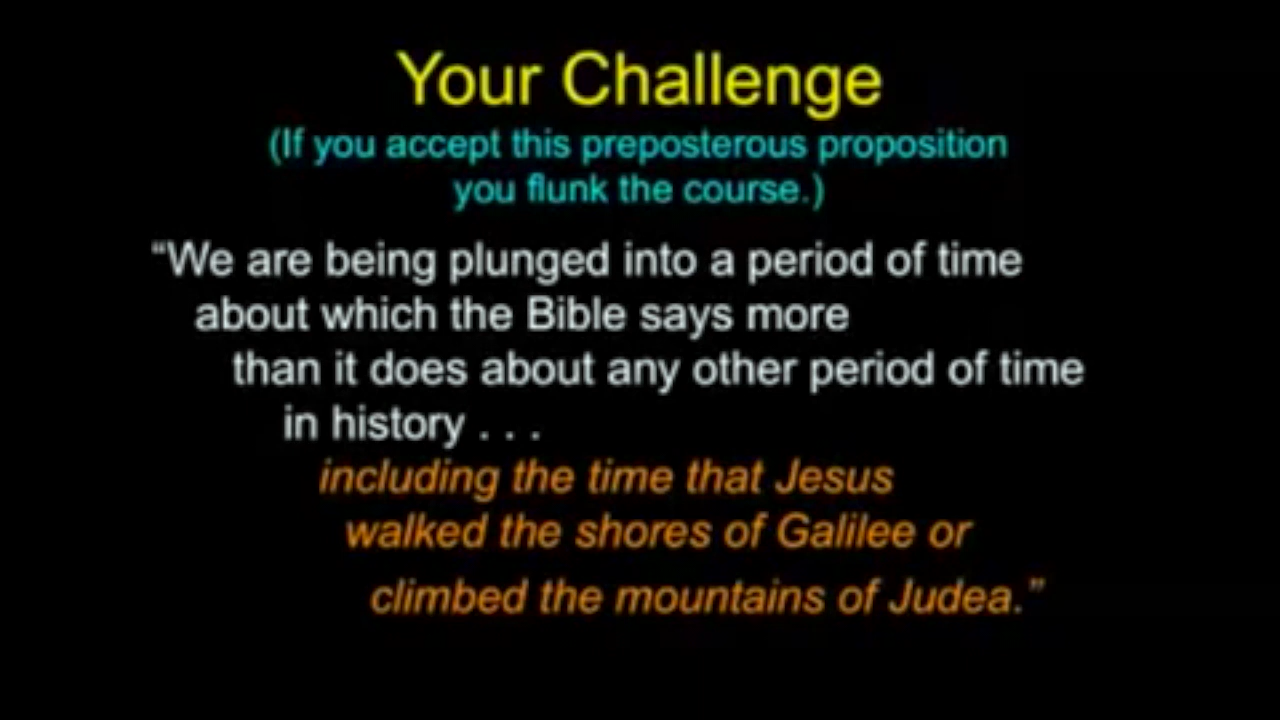 Your Challenge
(If you accept this preposterous proposition
you flunk the course.)
“We are being plunged into a period of time
about which the Bible says more
than it does about any other period of time
in history . . .
including the time that Jesus
walked the shores of Galilee or
climbed the mountains of Judea.”